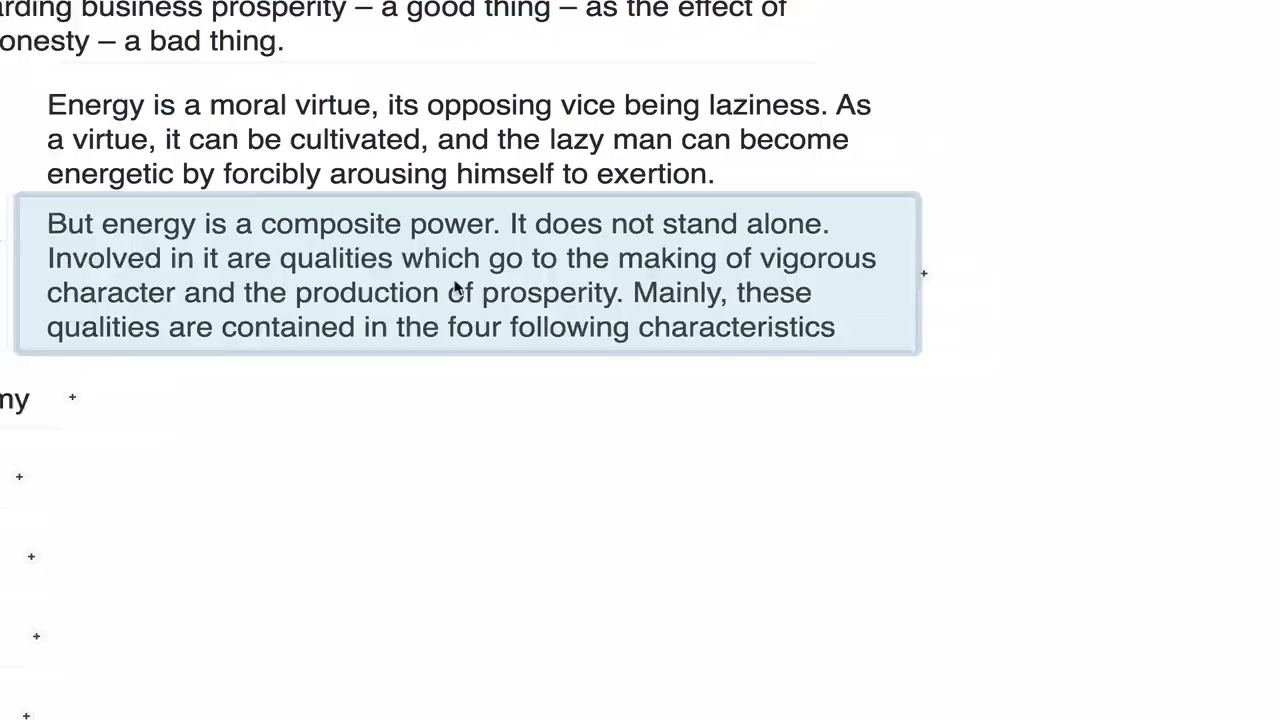 rding business prosperity – a good thing – as the effect of
onesty – a bad thing.
Energy is a moral virtue, its opposing vice being laziness. As
a virtue, it can be cultivated, and the lazy man can become
energetic by forcibly arousing himself to exertion.
But energy is a composite power. It does not stand alone.
Involved in it are qualities which go to the making of vigorous
character and the production of prosperity. Mainly, these
qualities are contained in the four following characteristics
my